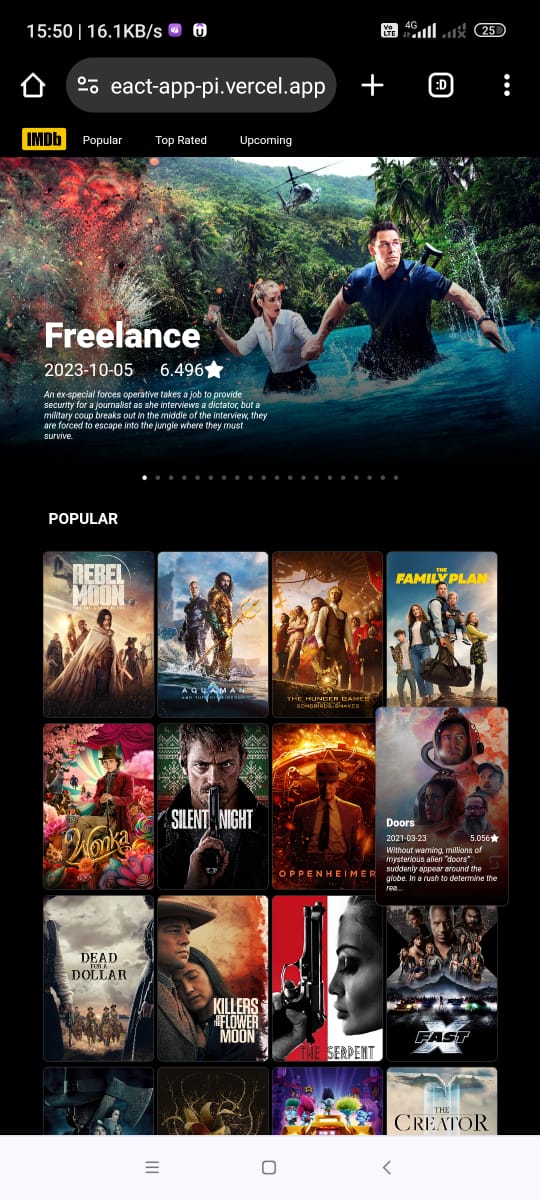 15:50 | 16.1KB/s
Vo LTE 4G 25
eact-app-pi.vercel.app
:D
IMDb Popular Top Rated Upcoming
Freelance
2023-10-05 6.496
An ex-special forces operative takes a job to provide
security for a journalist as she interviews a dictator, but a
military coup breaks out in the middle of the interview, they
are forced to escape into the jungle where they must
survive.
POPULAR
REBEL
MOON
AQUAMAN
THE HUNGER GAMES
SONGBIRDS & SNAKES
THE
FAMILY PLAN
Wonka
SILENT NIGHT
OPPENHEIMER
Doors
2021-03-23 5.056
Without warning, millions of
mysterious alien “doors”
suddenly appear around the
globe. In a rush to determine the
rea...
DEAD
FOR A
DOLLAR
KILLERS
OF THE FLOWER
MOON
THE SERPENT
FAST X
THE
CREATOR